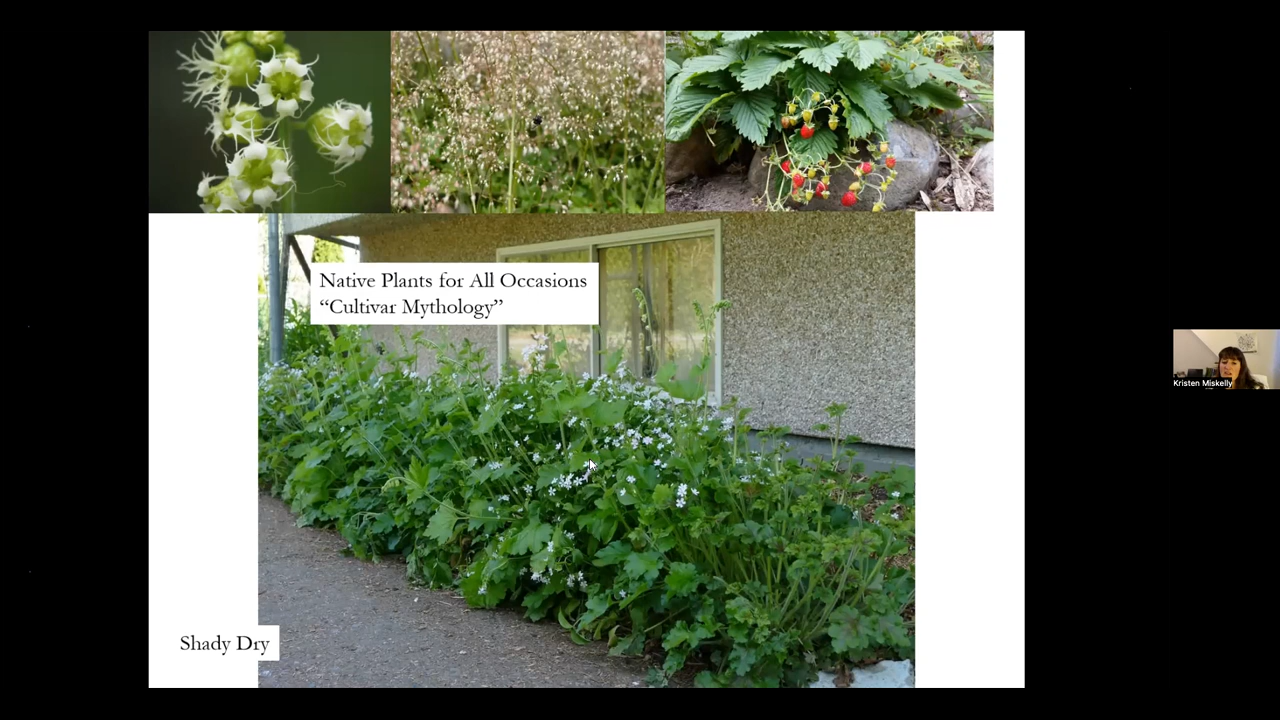 Native Plants for All Occasions
“Cultivar Mythology”
Kristen Miskelly
Shady Dry